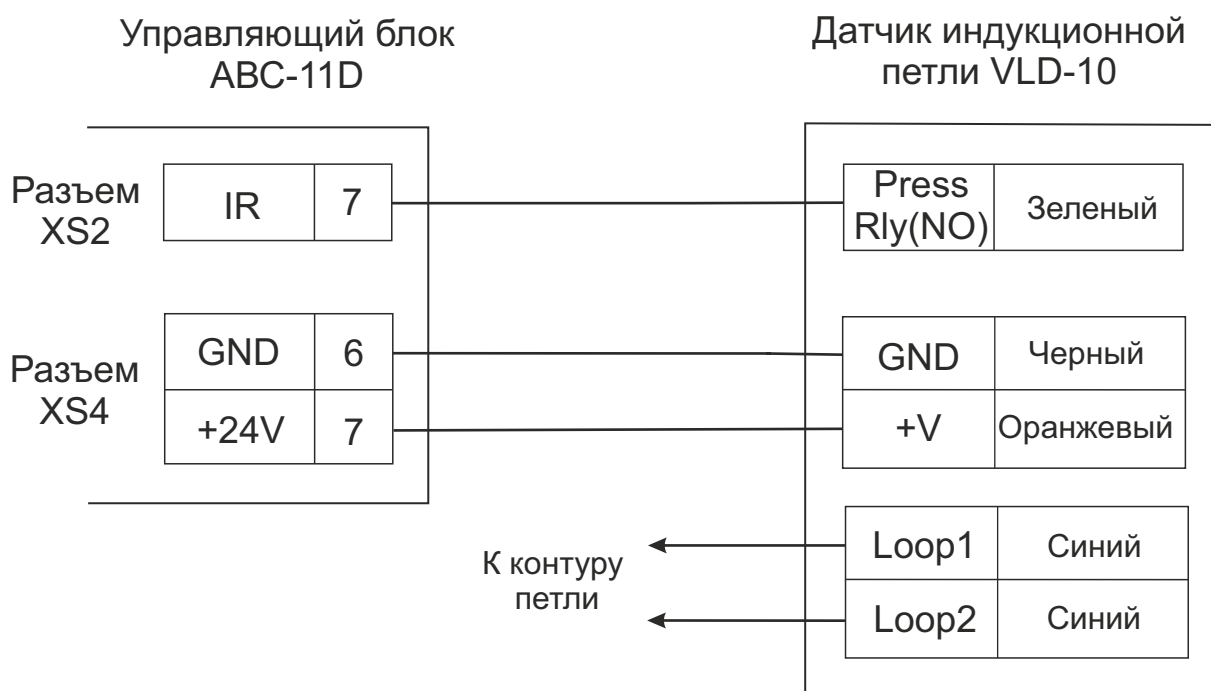 Управляющий блок
ABC-11D
Датчик индукционной
петли VLD-10
Разъем
XS2
IR
7
Press
Rly(NO)
Зеленый
Разъем
XS4
GND
6
GND
Черный
+24V
7
+V
Оранжевый
К контуру
петли
Loop1
Синий
Loop2
Синий